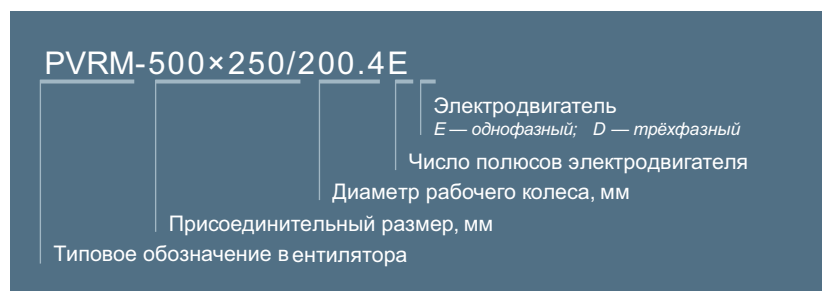 PVRM-500×250/200.4E
Электродвигатель
E — однофазный; D — трёхфазный
Число полюсов электродвигателя
Диаметр рабочего колеса, мм
Присоединительный размер, мм
Типовое обозначение вентилятора